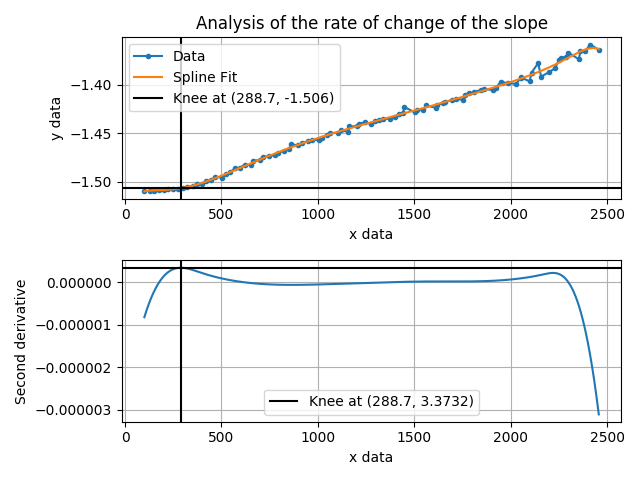 Analysis of the rate of change of the slope
Data
Spline Fit
Knee at (288.7, -1.506)
−1.40
−1.45
−1.50
y data
0 500 1000 1500 2000 2500
x data
0.000000
−0.000001
−0.000002
−0.000003
Second derivative
Knee at (288.7, 3.3732)
0 500 1000 1500 2000 2500
x data